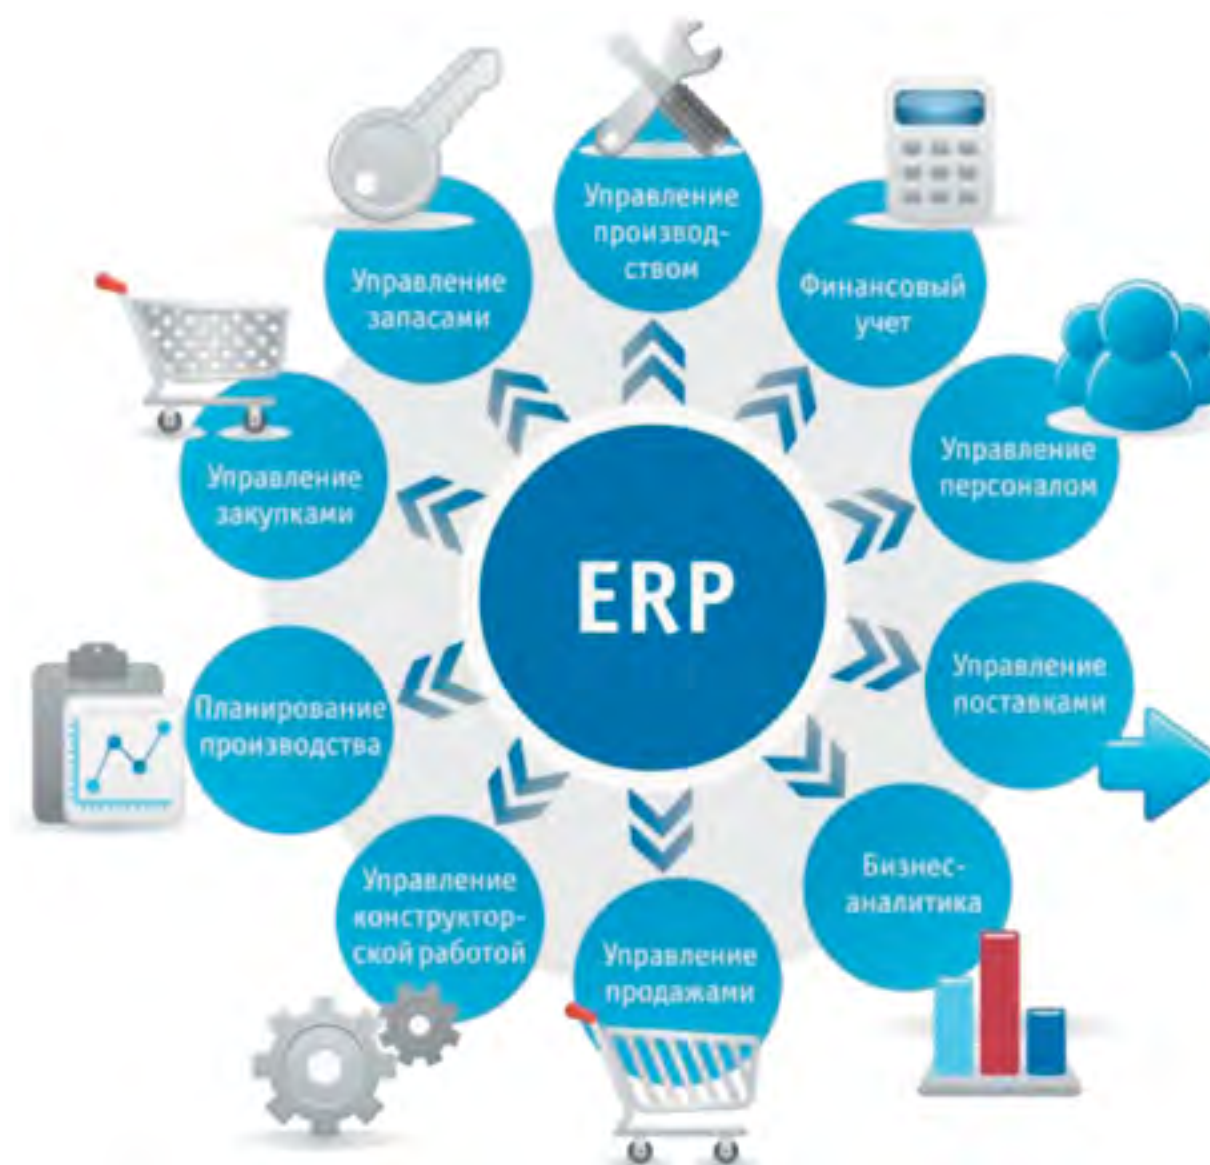 Управление
производ-
ством
Финансовый
учет
Управление
персоналом
Управление
поставками
Бизнес-
аналитика
Управление
продажами
Управление
конструктор-
ской работой
Планирование
производства
Управление
закупками
Управление
запасами
ERP